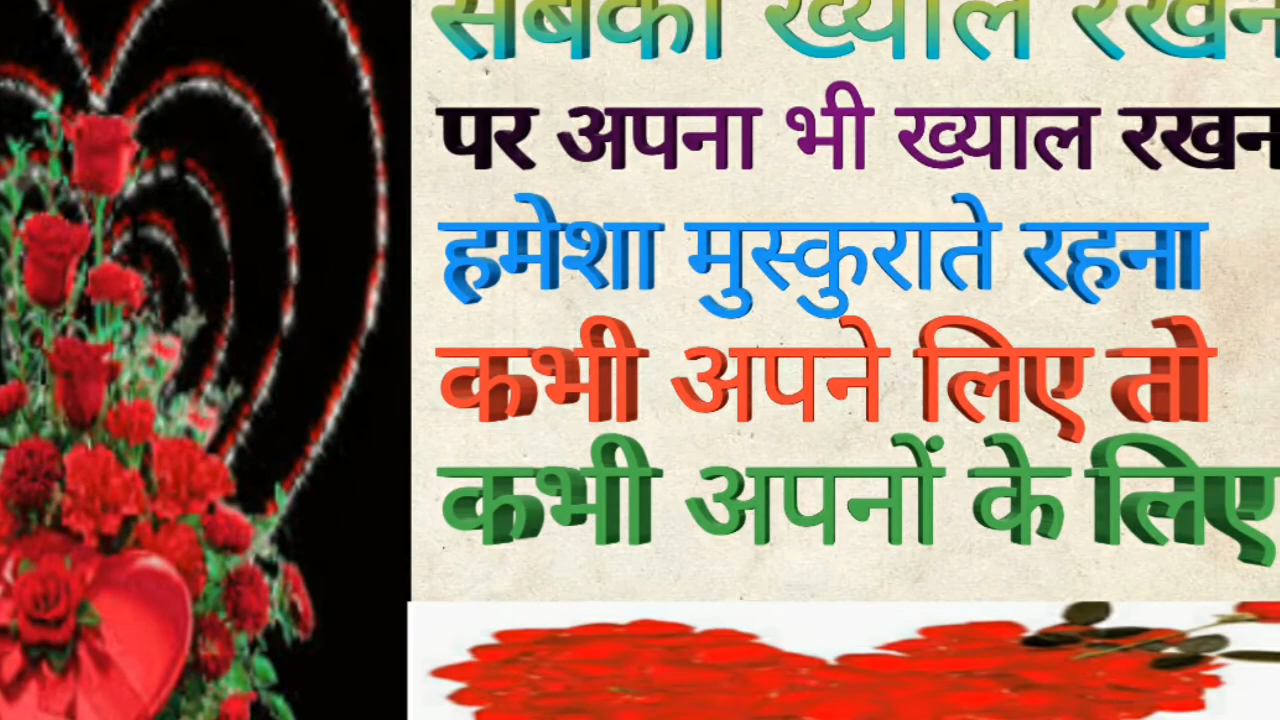 सबका ख्याल रखन
पर अपना भी ख्याल रखन
हमेशा मुस्कुराते रहना
कभी अपने लिए तो
कभी अपनों के लिए